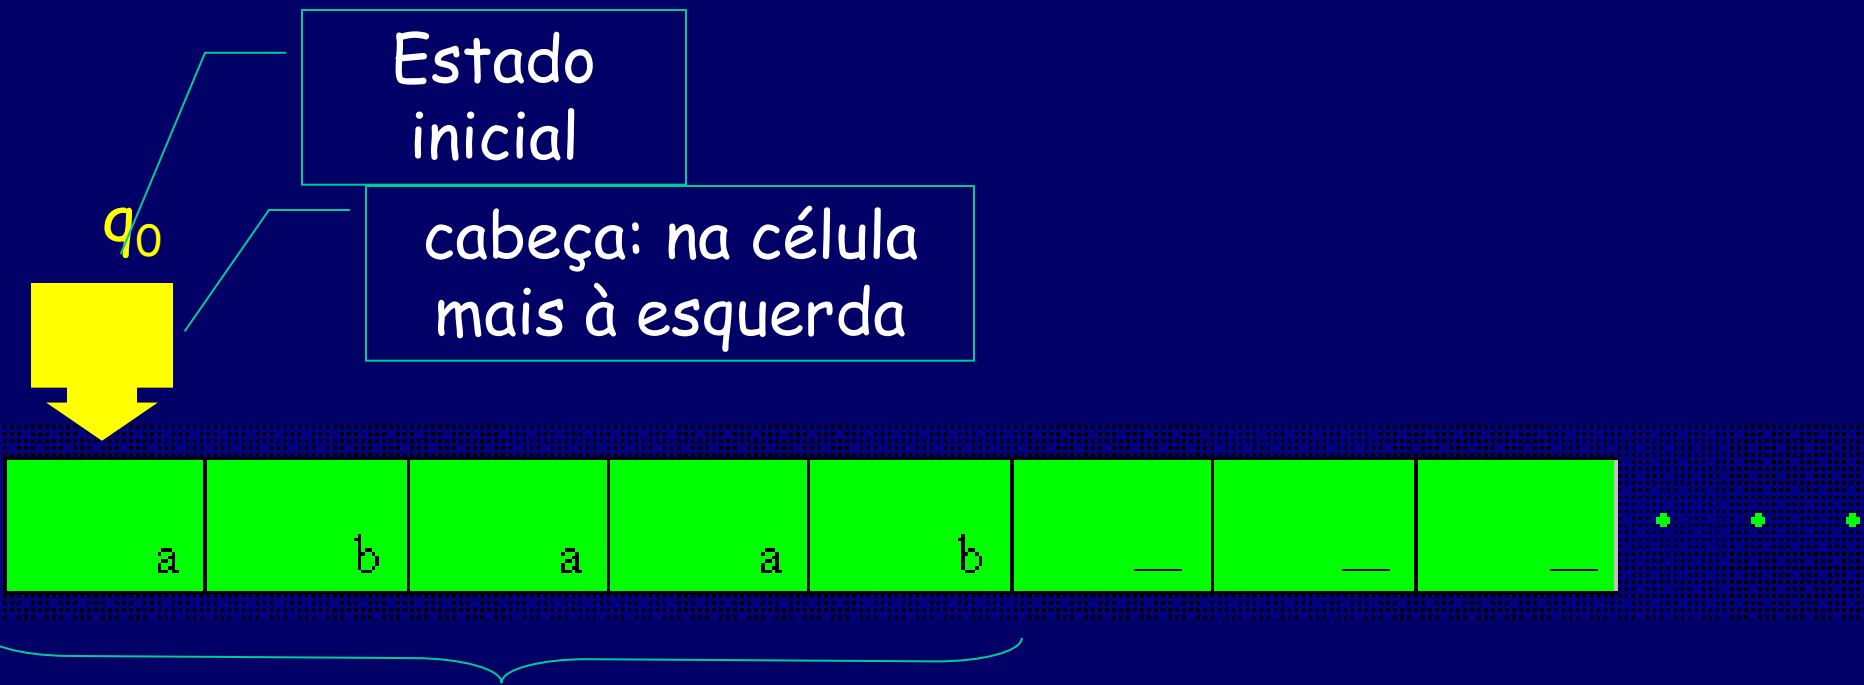 Estado
inicial
q0
cabeça: na célula
mais à esquerda
a b a a b _ _ _ . . .